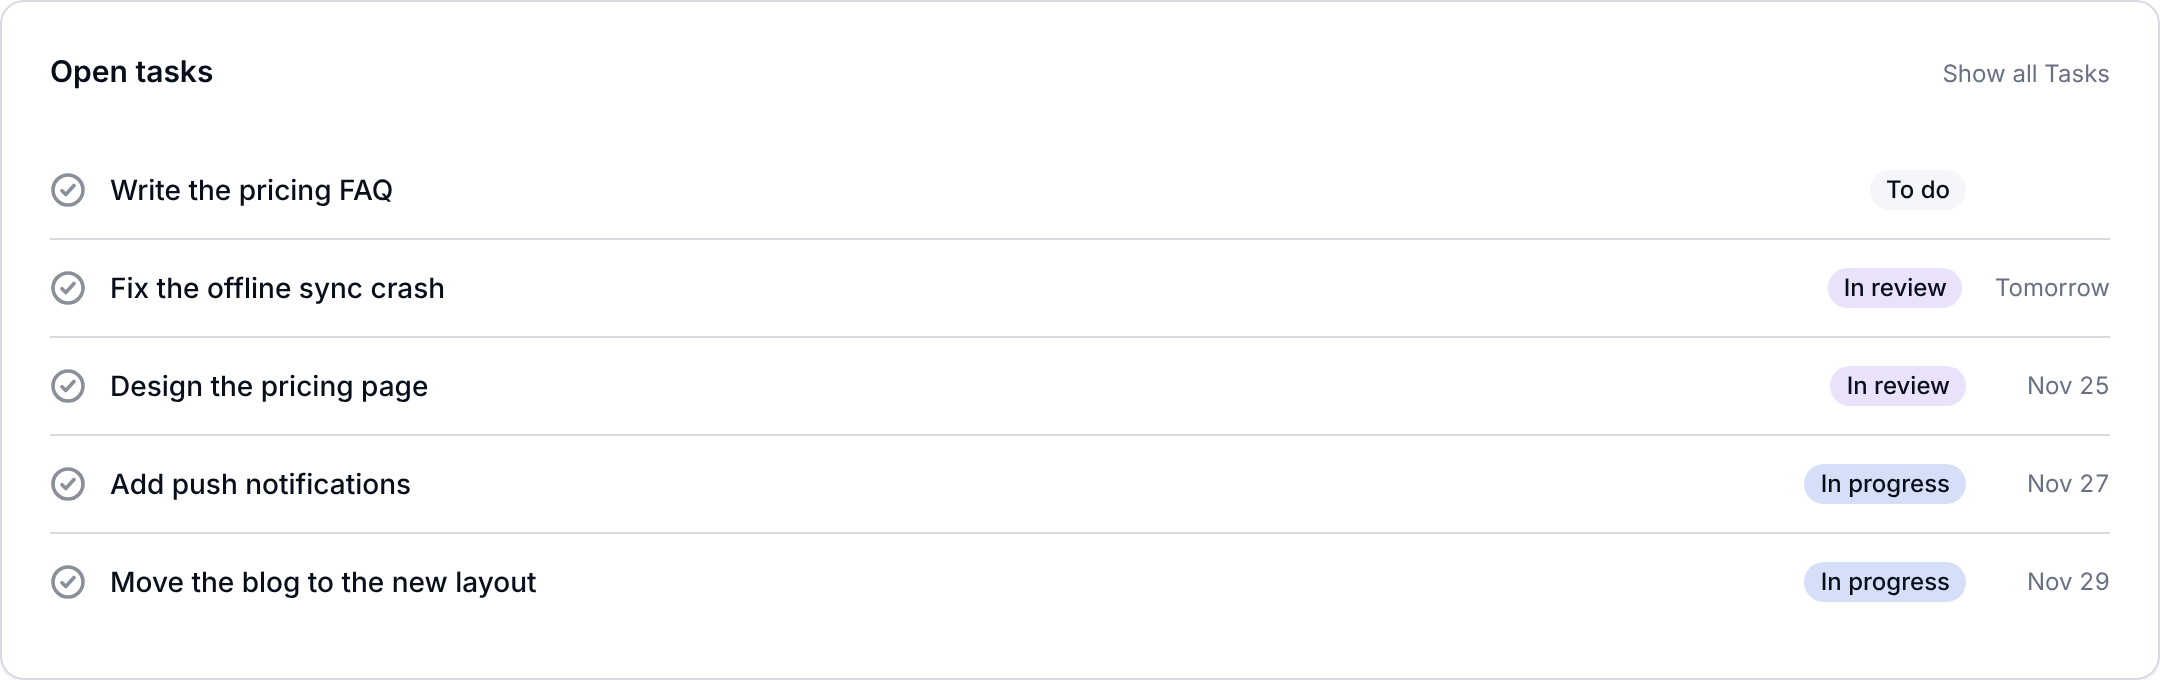 Open tasks Show all Tasks
Write the pricing FAQ To do
Fix the offline sync crash In review Tomorrow
Design the pricing page In review Nov 25
Add push notifications In progress Nov 27
Move the blog to the new layout In progress Nov 29